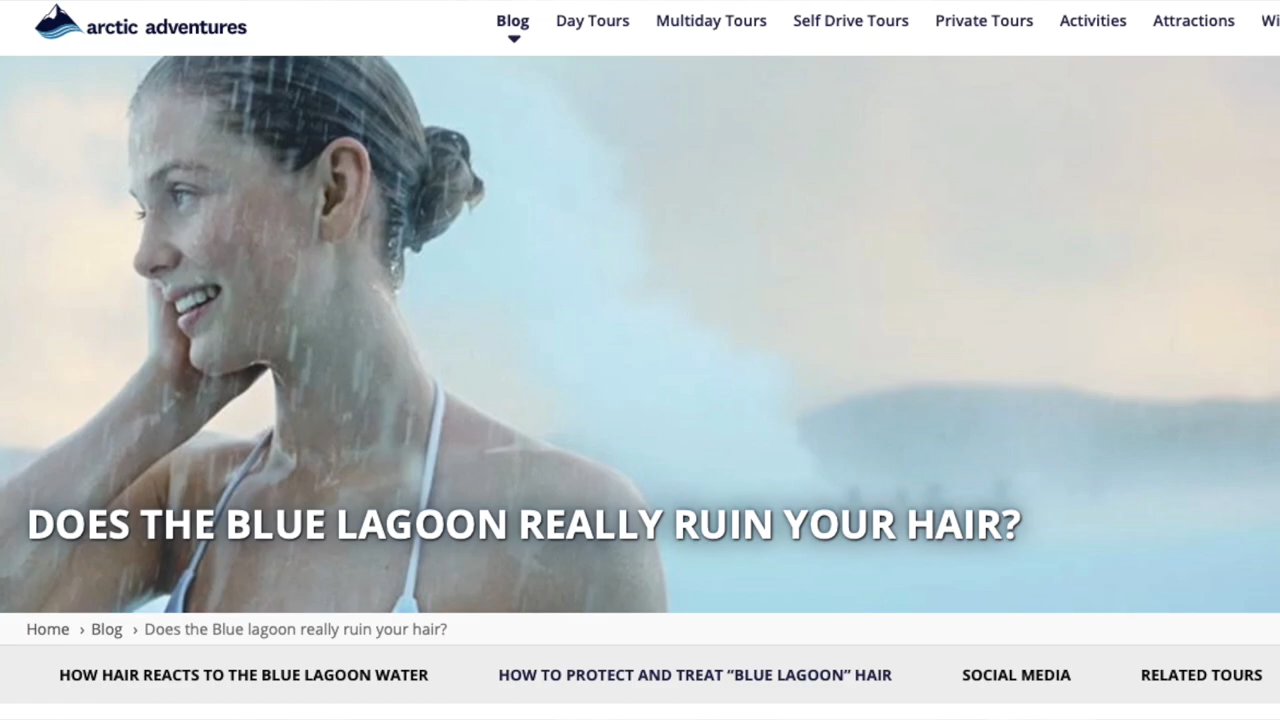 arctic adventures
Blog Day Tours Multiday Tours Self Drive Tours Private Tours Activities Attractions
DOES THE BLUE LAGOON REALLY RUIN YOUR HAIR?
Home › Blog › Does the Blue lagoon really ruin your hair?
HOW HAIR REACTS TO THE BLUE LAGOON WATER HOW TO PROTECT AND TREAT “BLUE LAGOON” HAIR SOCIAL MEDIA RELATED TOURS